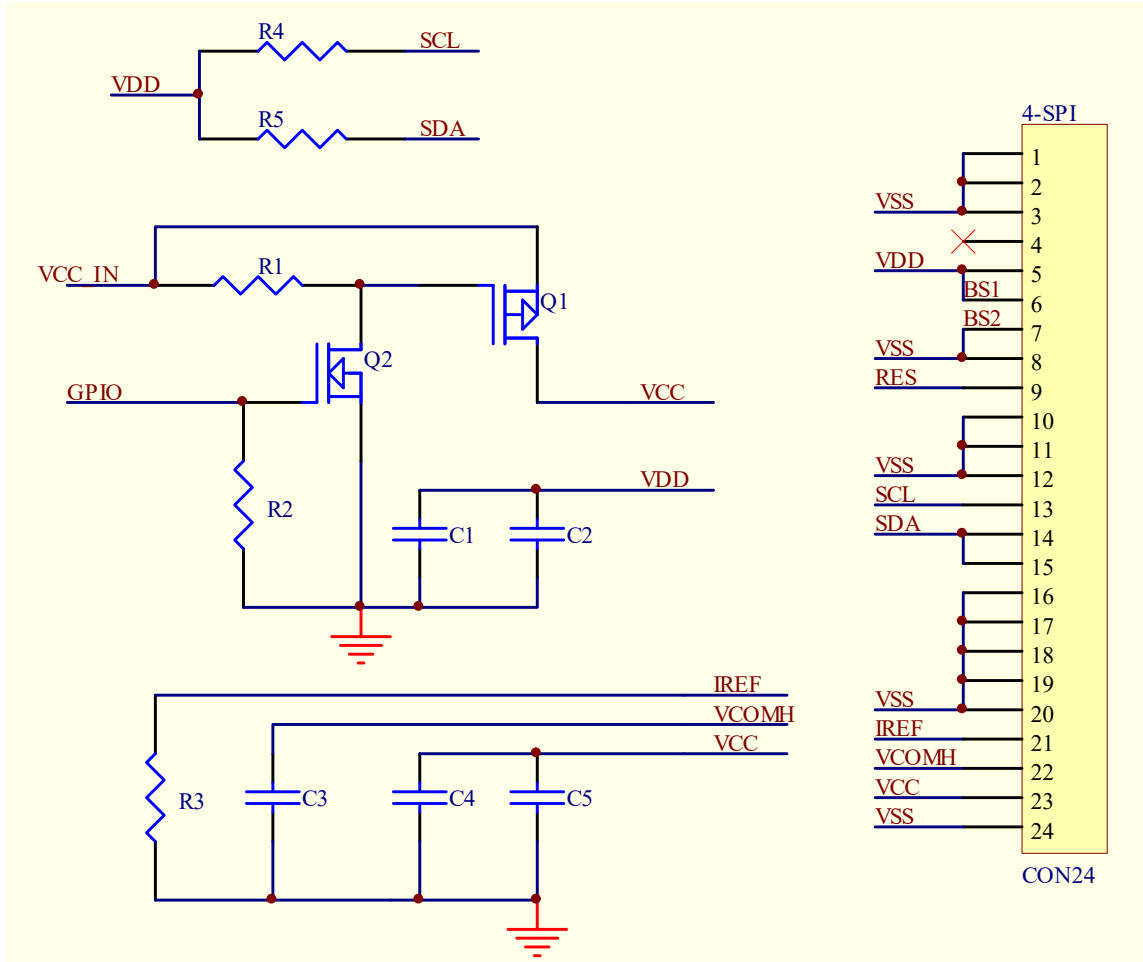 R4
SCL
VDD
R5
SDA
VCC_IN
R1
Q1
Q2
GPIO
VCC
R2
VDD
C1
C2
IREF
VCOMH
VCC
R3
C3
C4
C5
4-SPI
1
2
VSS
3
4
VDD
5
BS1
6
BS2
7
VSS
8
RES
9
10
11
VSS
12
SCL
13
SDA
14
15
16
17
18
19
VSS
20
IREF
21
VCOMH
22
VCC
23
VSS
24
CON24